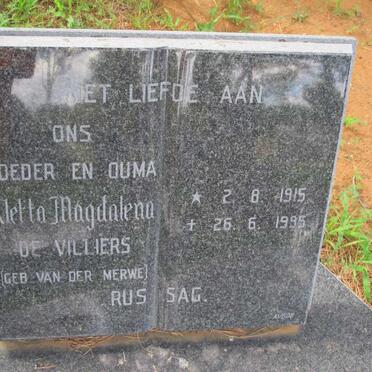 MET LIEFDE AAN
ONS
MOEDER EN OUMA
Aletta Magdalena
DE VILLIERS
(GEB VAN DER MERWE)
★ 2. 8. 1915
+ 26. 6. 1995
RUS SAG.